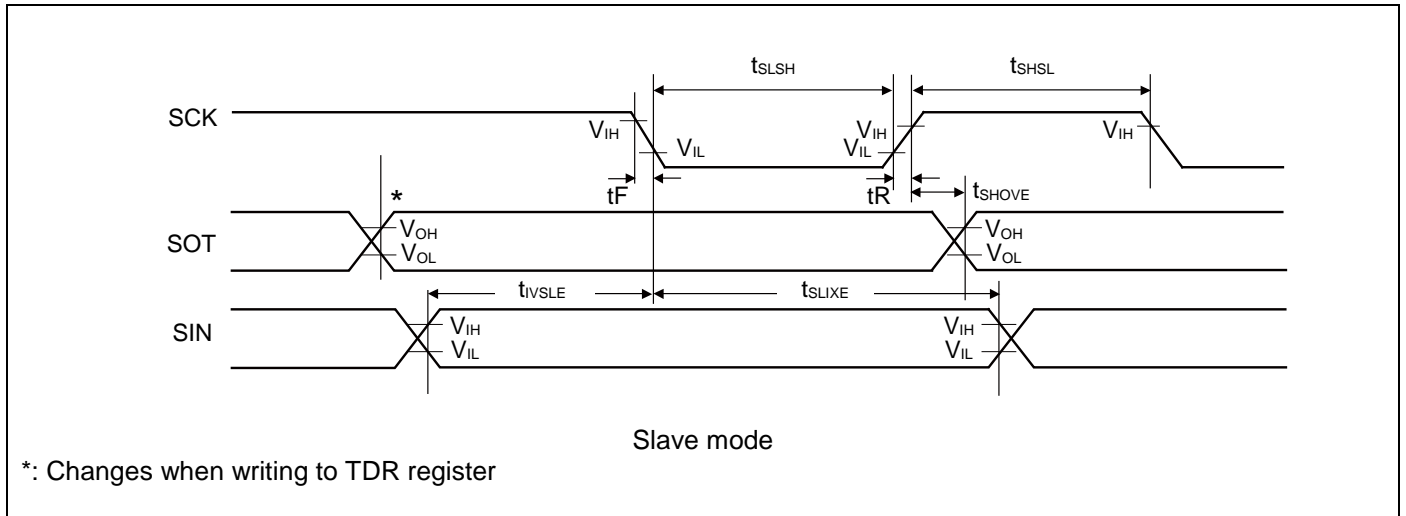 tSLSH tSHSL
SCK
VIH VIL VIL VIH VIH
tF tR tSHOVE
*
SOT
VOH VOH
VOL VOL
tIVSLE tSLIXE
SIN
VIH VIH
VIL VIL
Slave mode
*: Changes when writing to TDR register